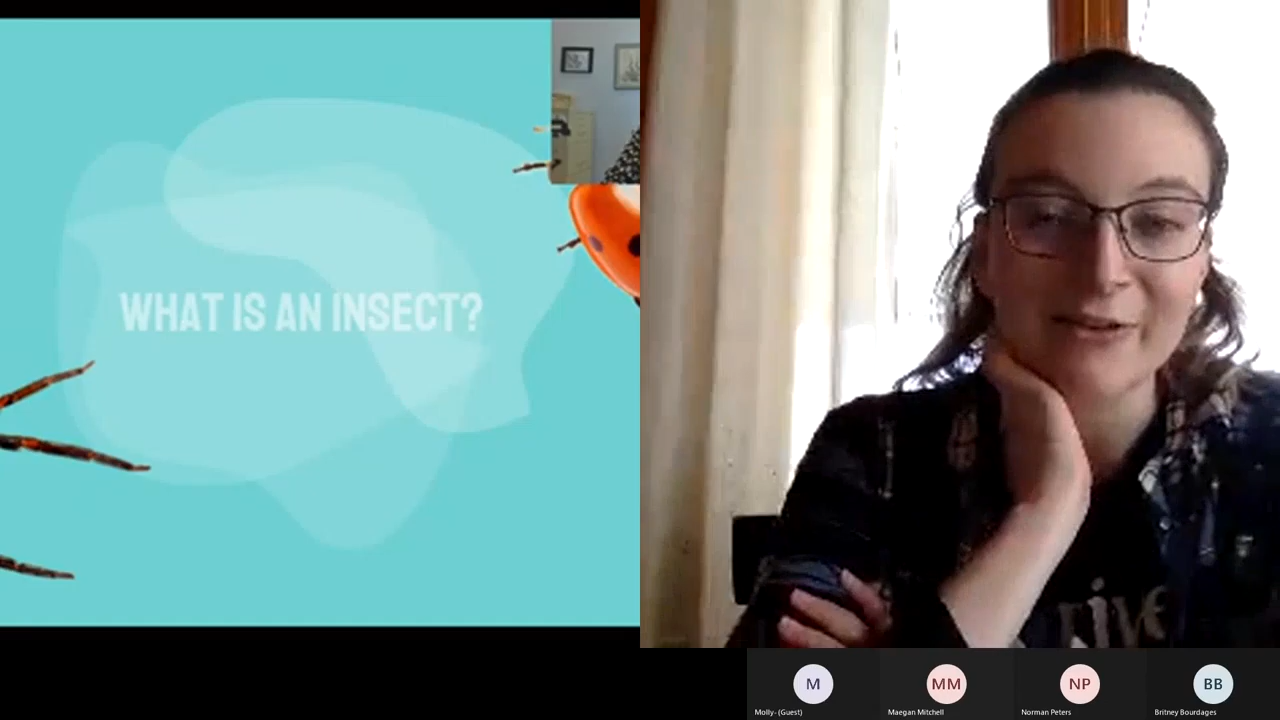 WHAT IS AN INSECT?
M
MM
NP
BB
Molly- (Guest)
Maegan Mitchell
Norman Peters
Britney Bourdages